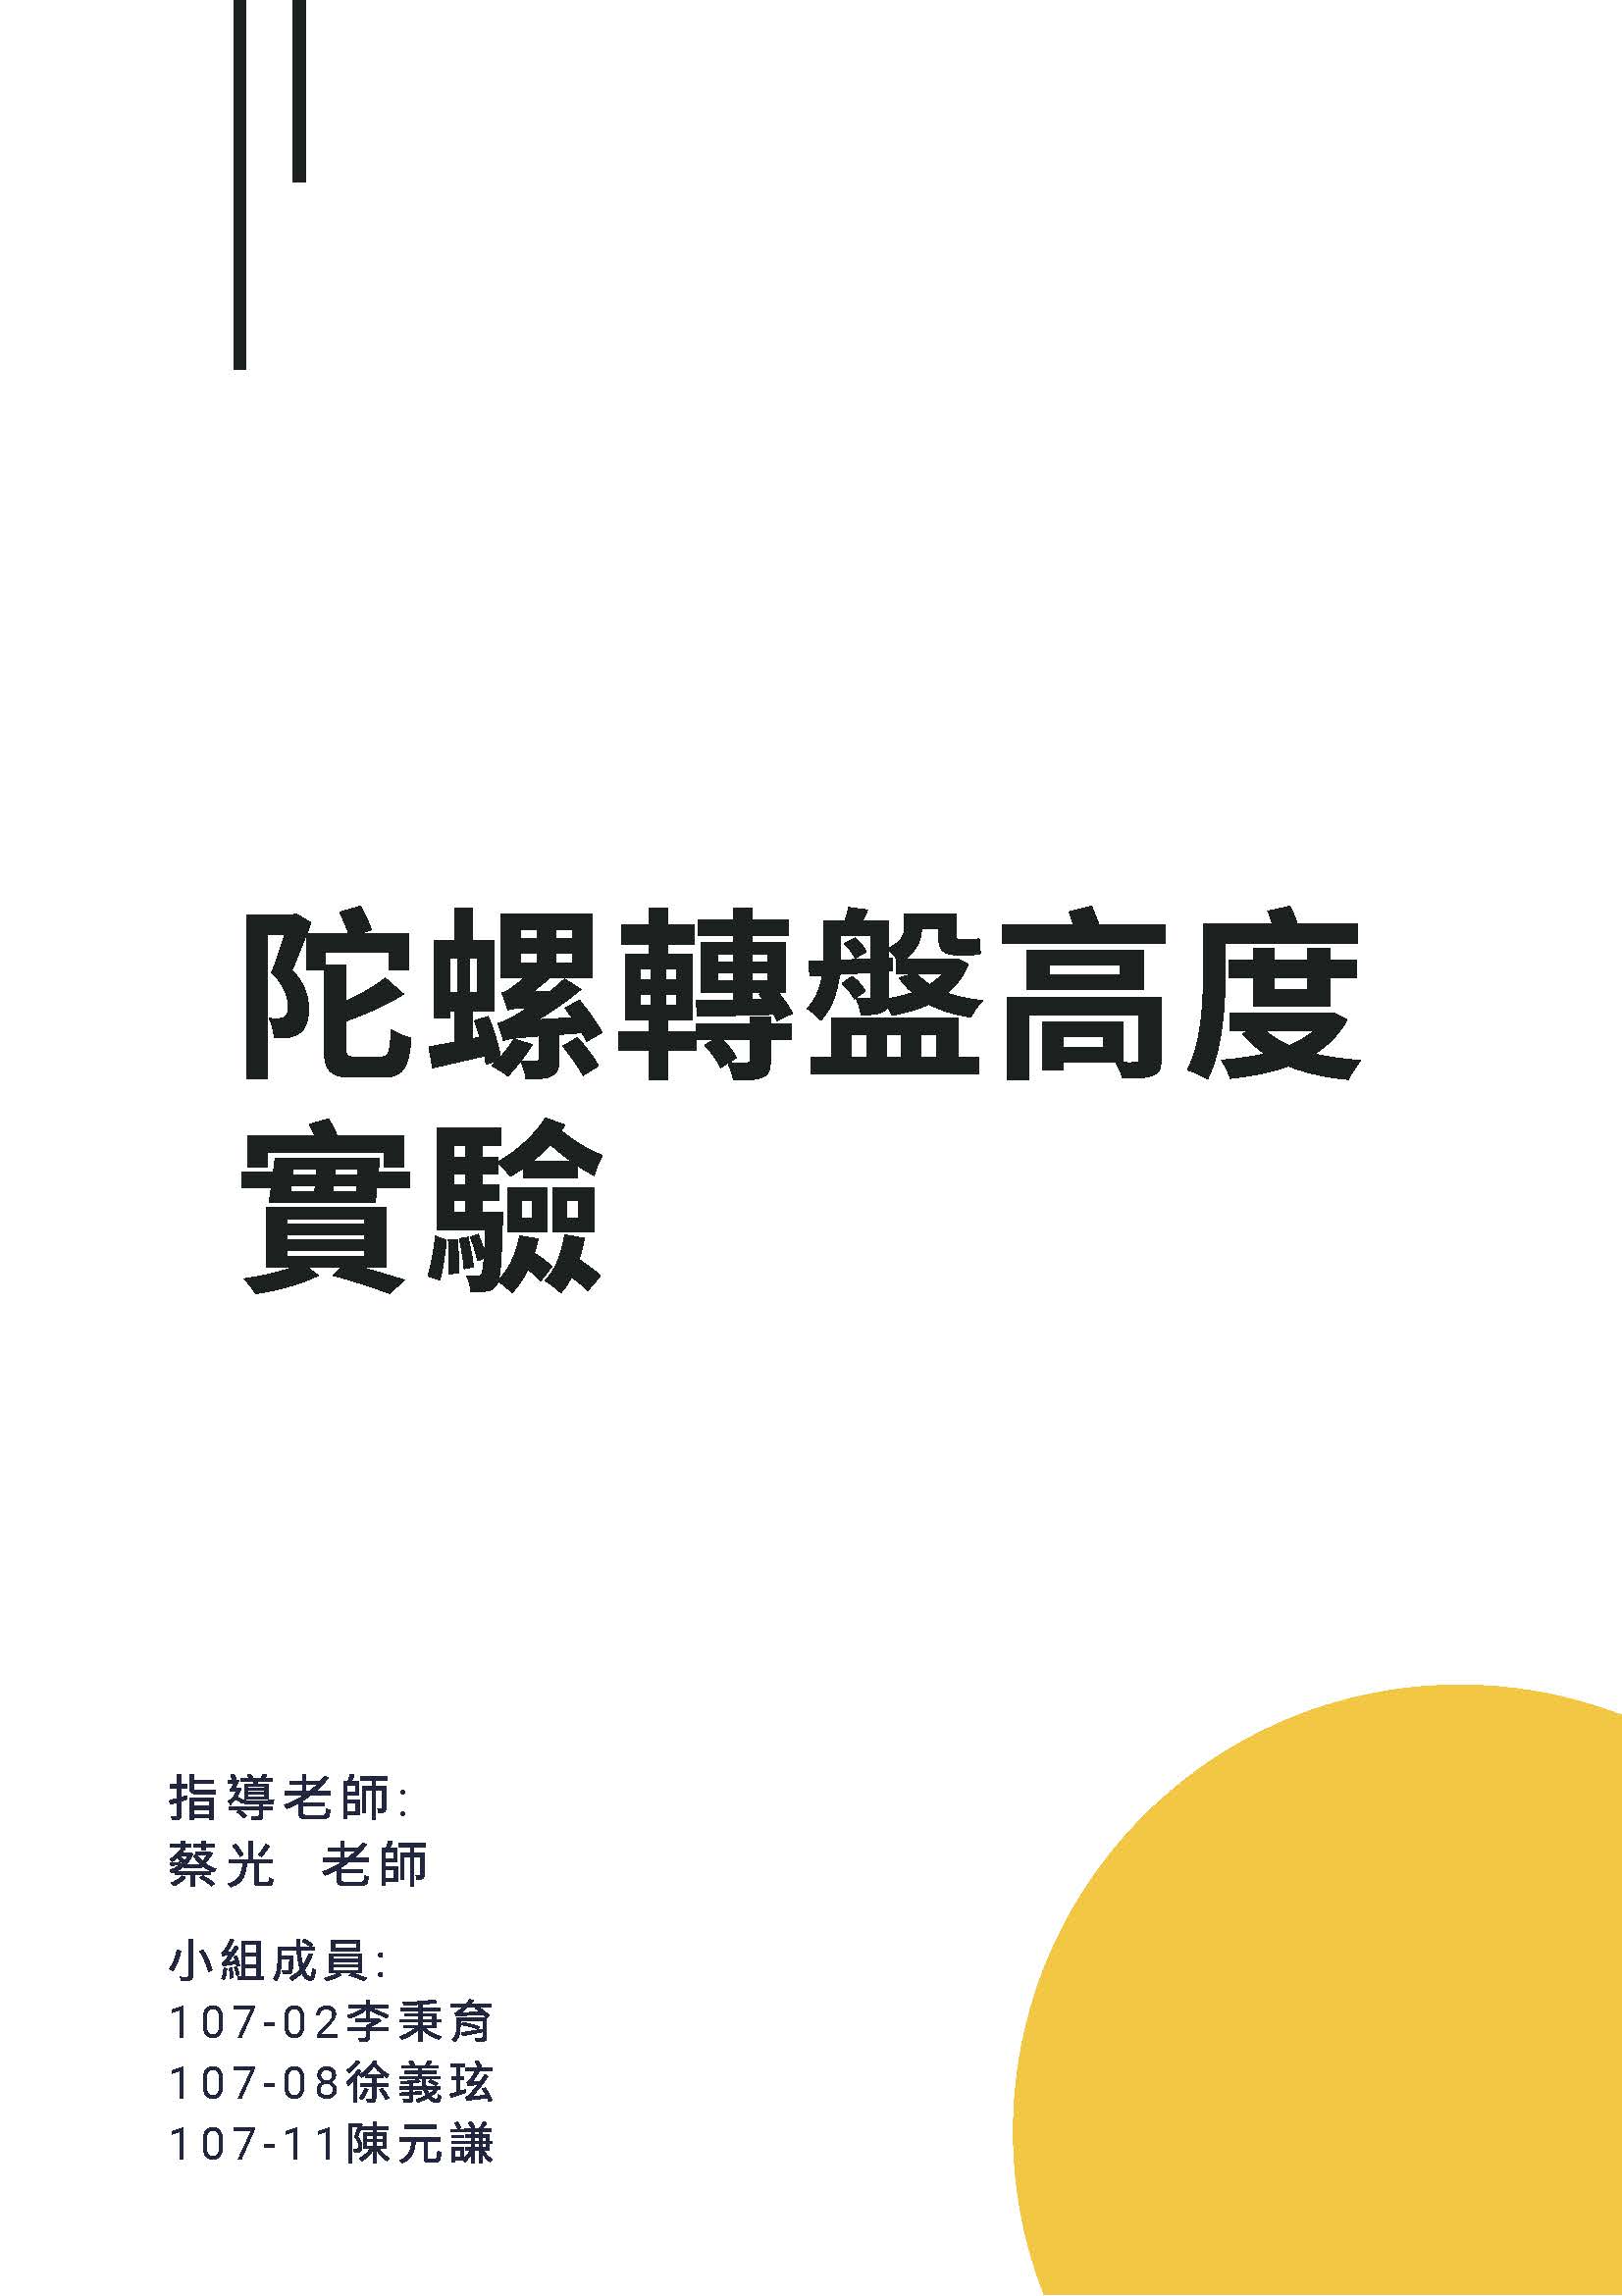 陀螺轉盤高度
實驗
指導老師:
蔡光 老師
小組成員:
107-02李秉育
107-08徐義玹
107-11陳元謙